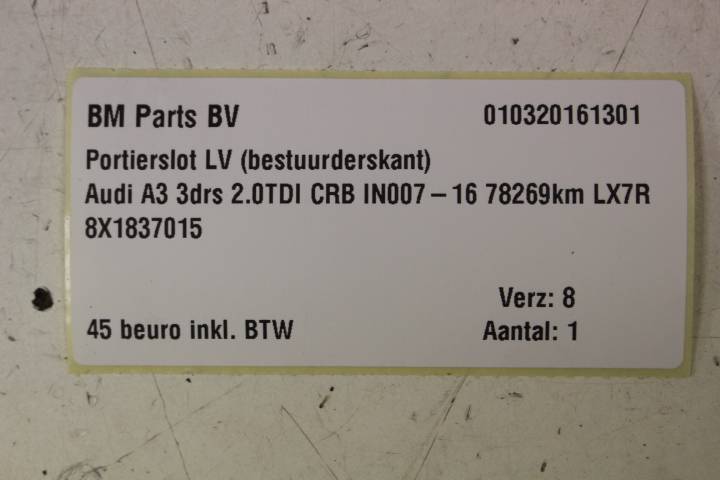 BM Parts BV 010320161301
Portierslot LV (bestuurderskant)
Audi A3 3drs 2.0TDI CRB IN007–16 78269km LX7R
8X1837015
Verz: 8
45 beuro inkl. BTW Aantal: 1